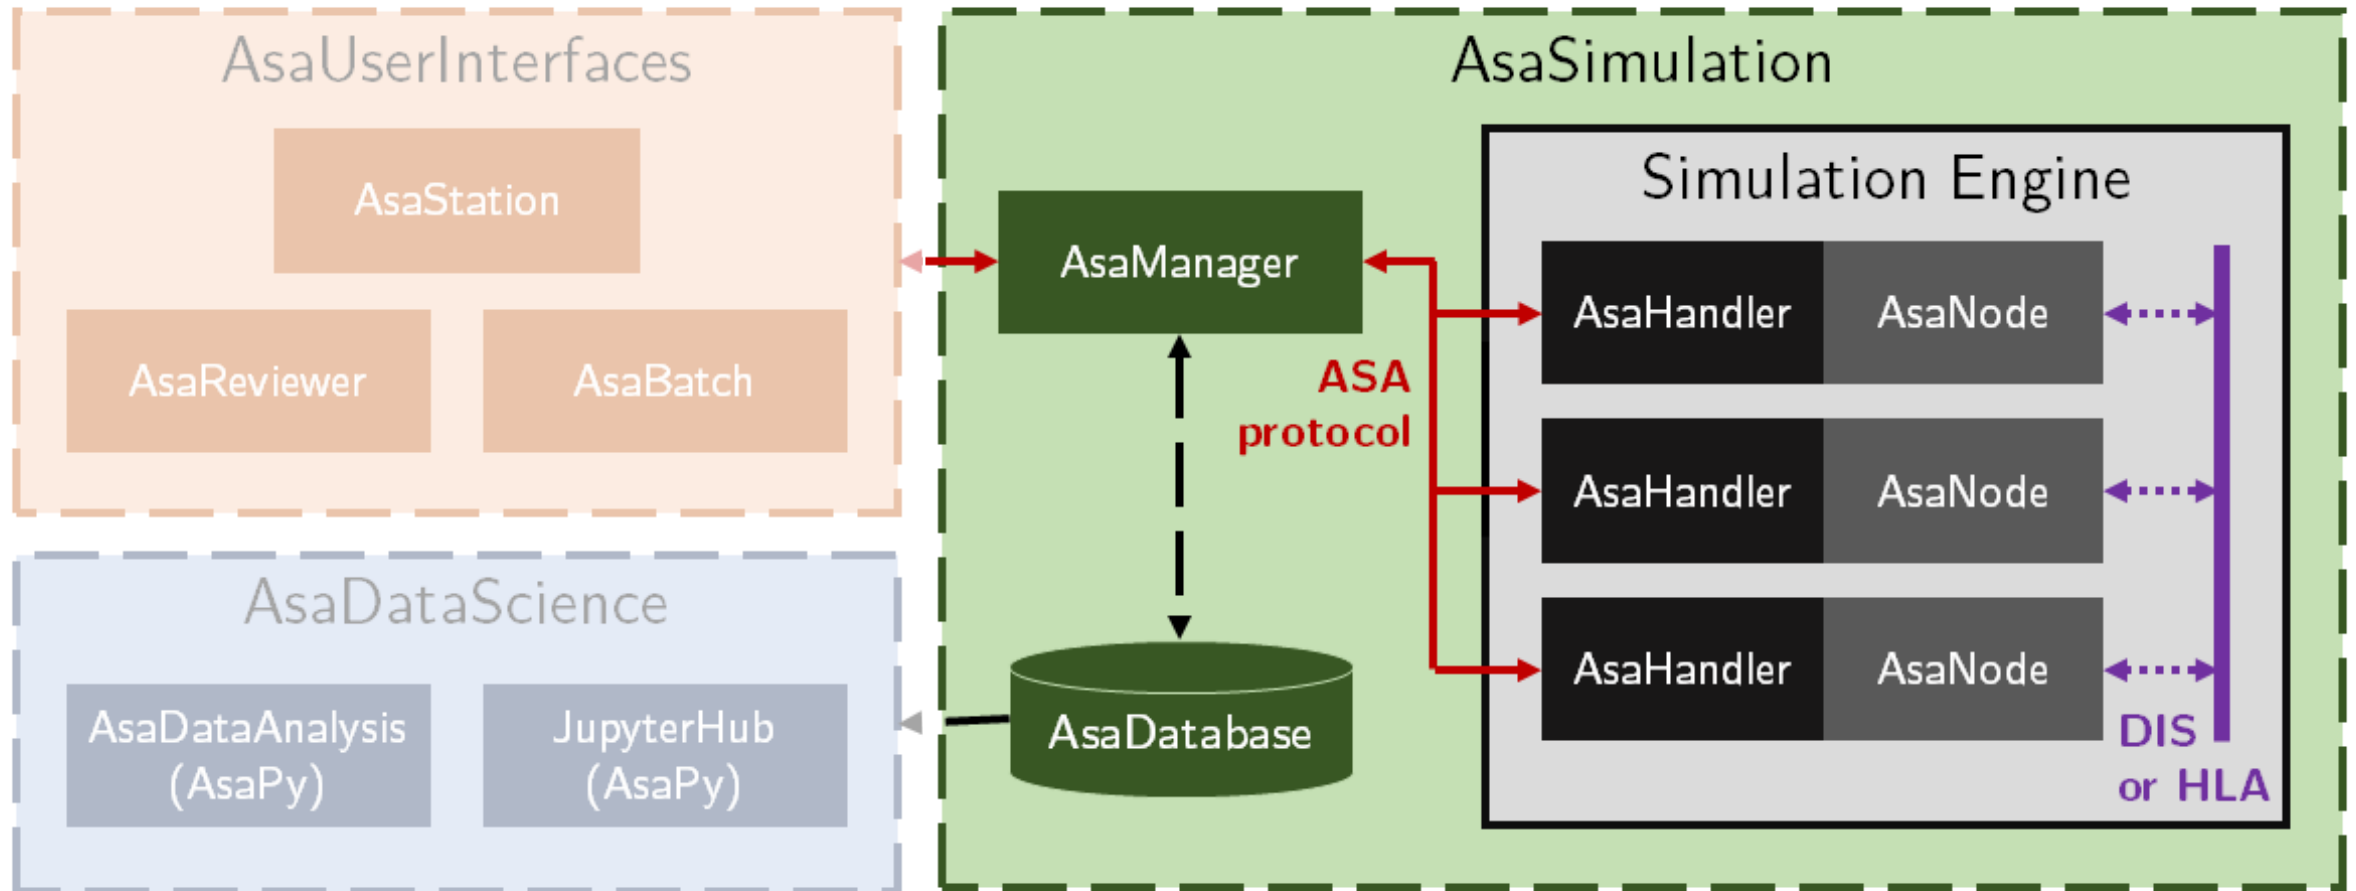 AsaUserInterfaces
AsaStation
AsaReviewer
AsaBatch
AsaDataScience
AsaDataAnalysis
(AsaPy)
JupyterHub
(AsaPy)
AsaSimulation
AsaManager
ASA
protocol
AsaDatabase
Simulation Engine
AsaHandler
AsaNode
AsaHandler
AsaNode
AsaHandler
AsaNode
DIS
or HLA